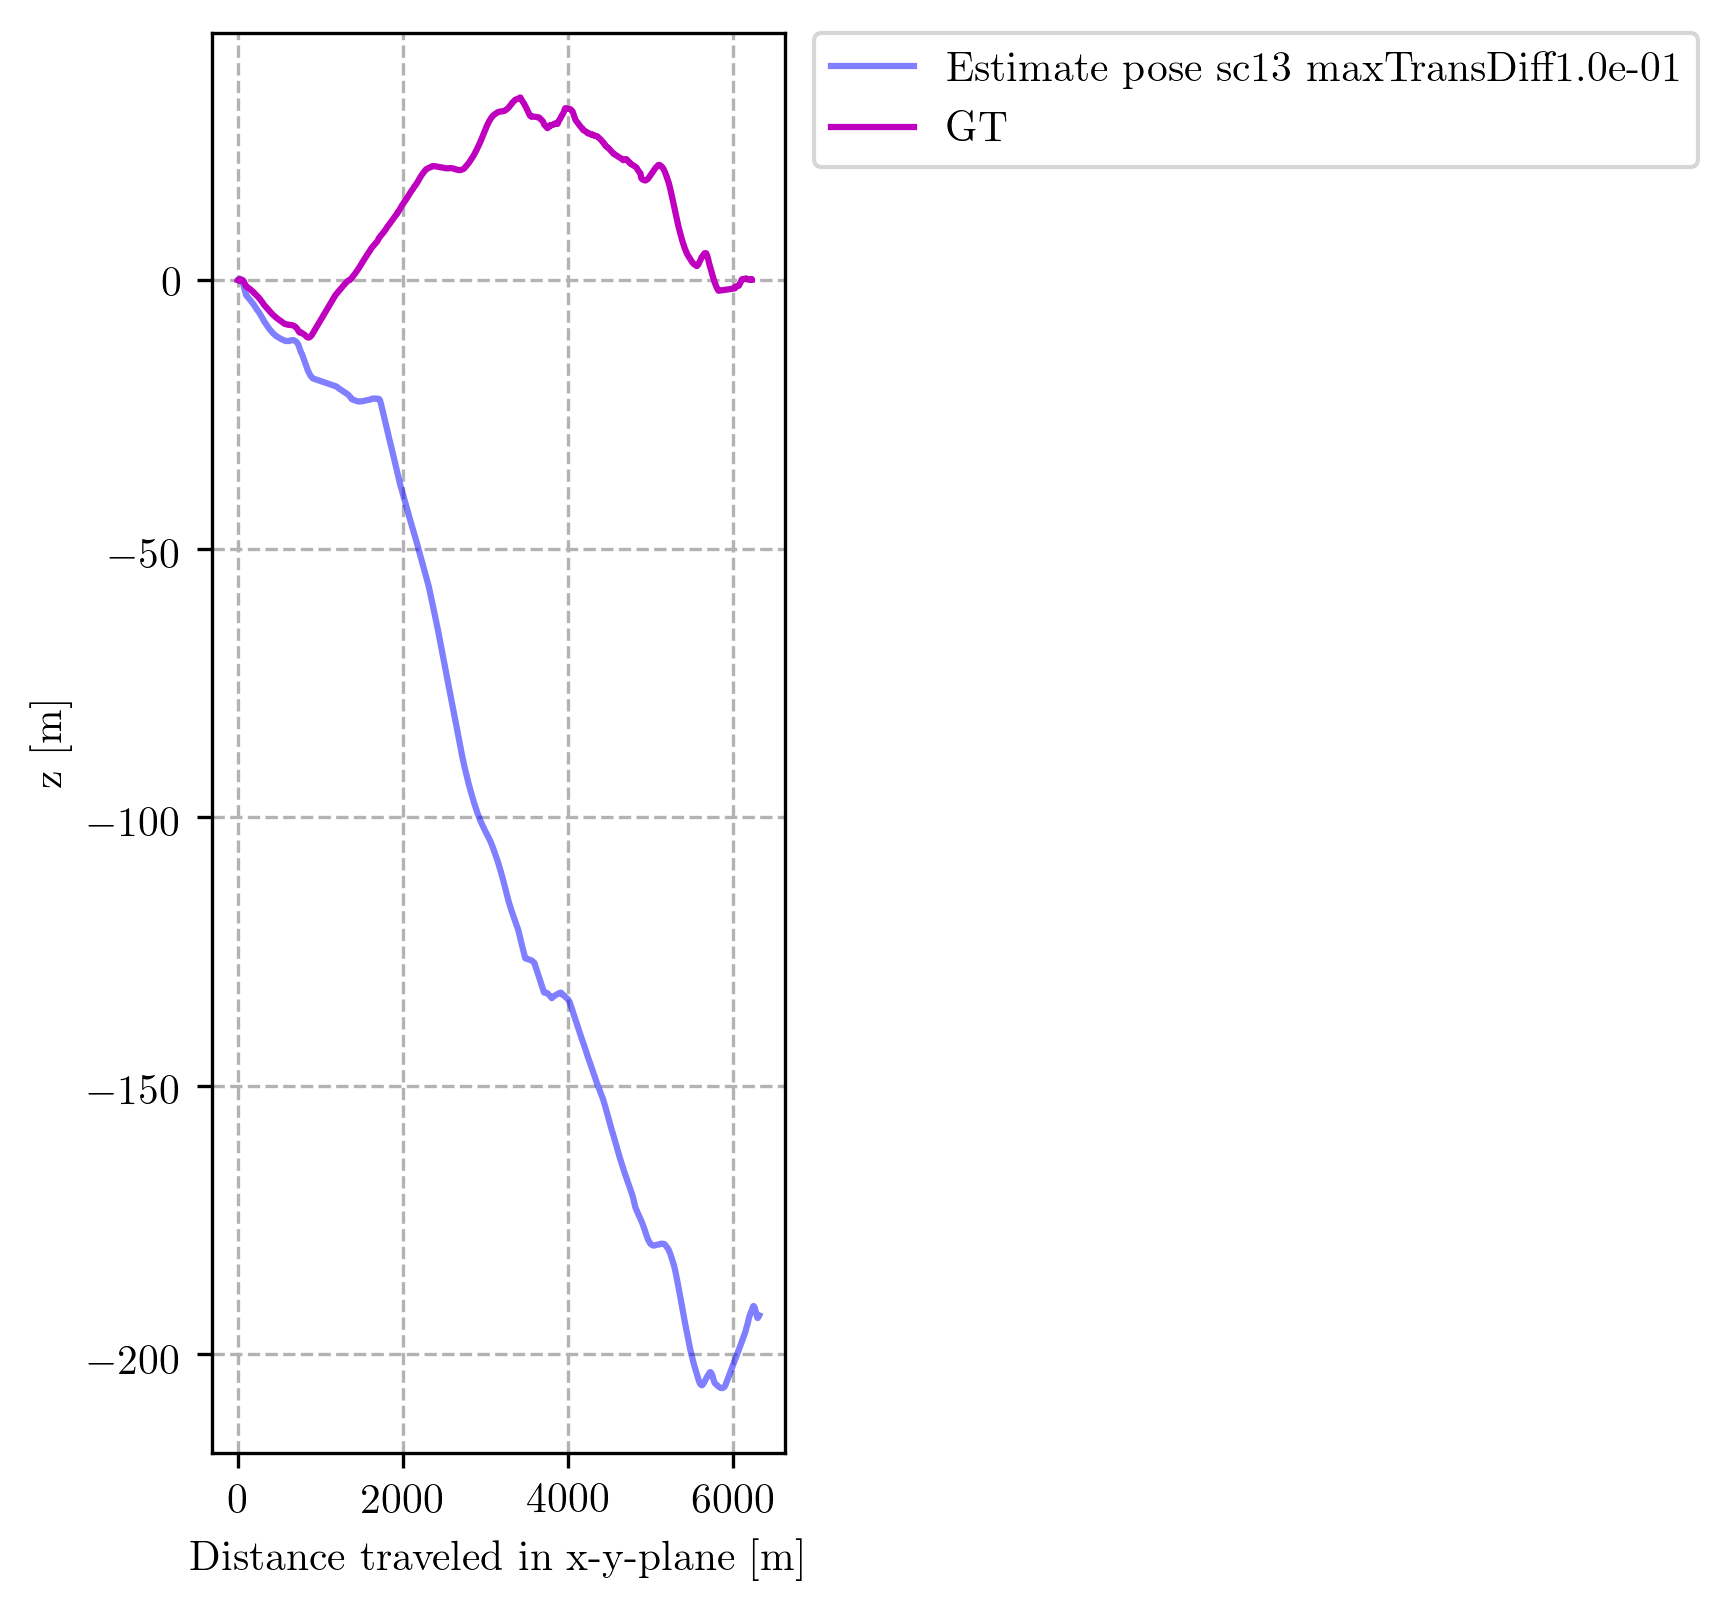 Estimate pose sc13 maxTransDiff1.0e-01
GT
0
−50
−100
−150
−200
z [m]
0 2000 4000 6000
Distance traveled in x-y-plane [m]